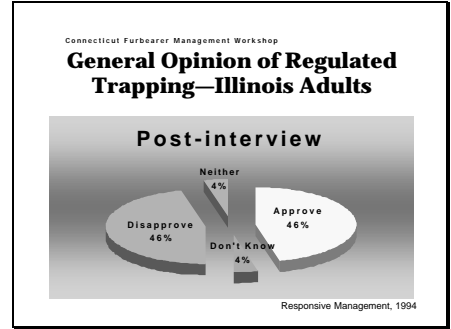 Connecticut Furbearer Management Workshop
General Opinion of Regulated
Trapping—Illinois Adults
Post-interview
Neither
4%
Approve
46%
Disapprove
46%
Don't Know
4%
Responsive Management, 1994